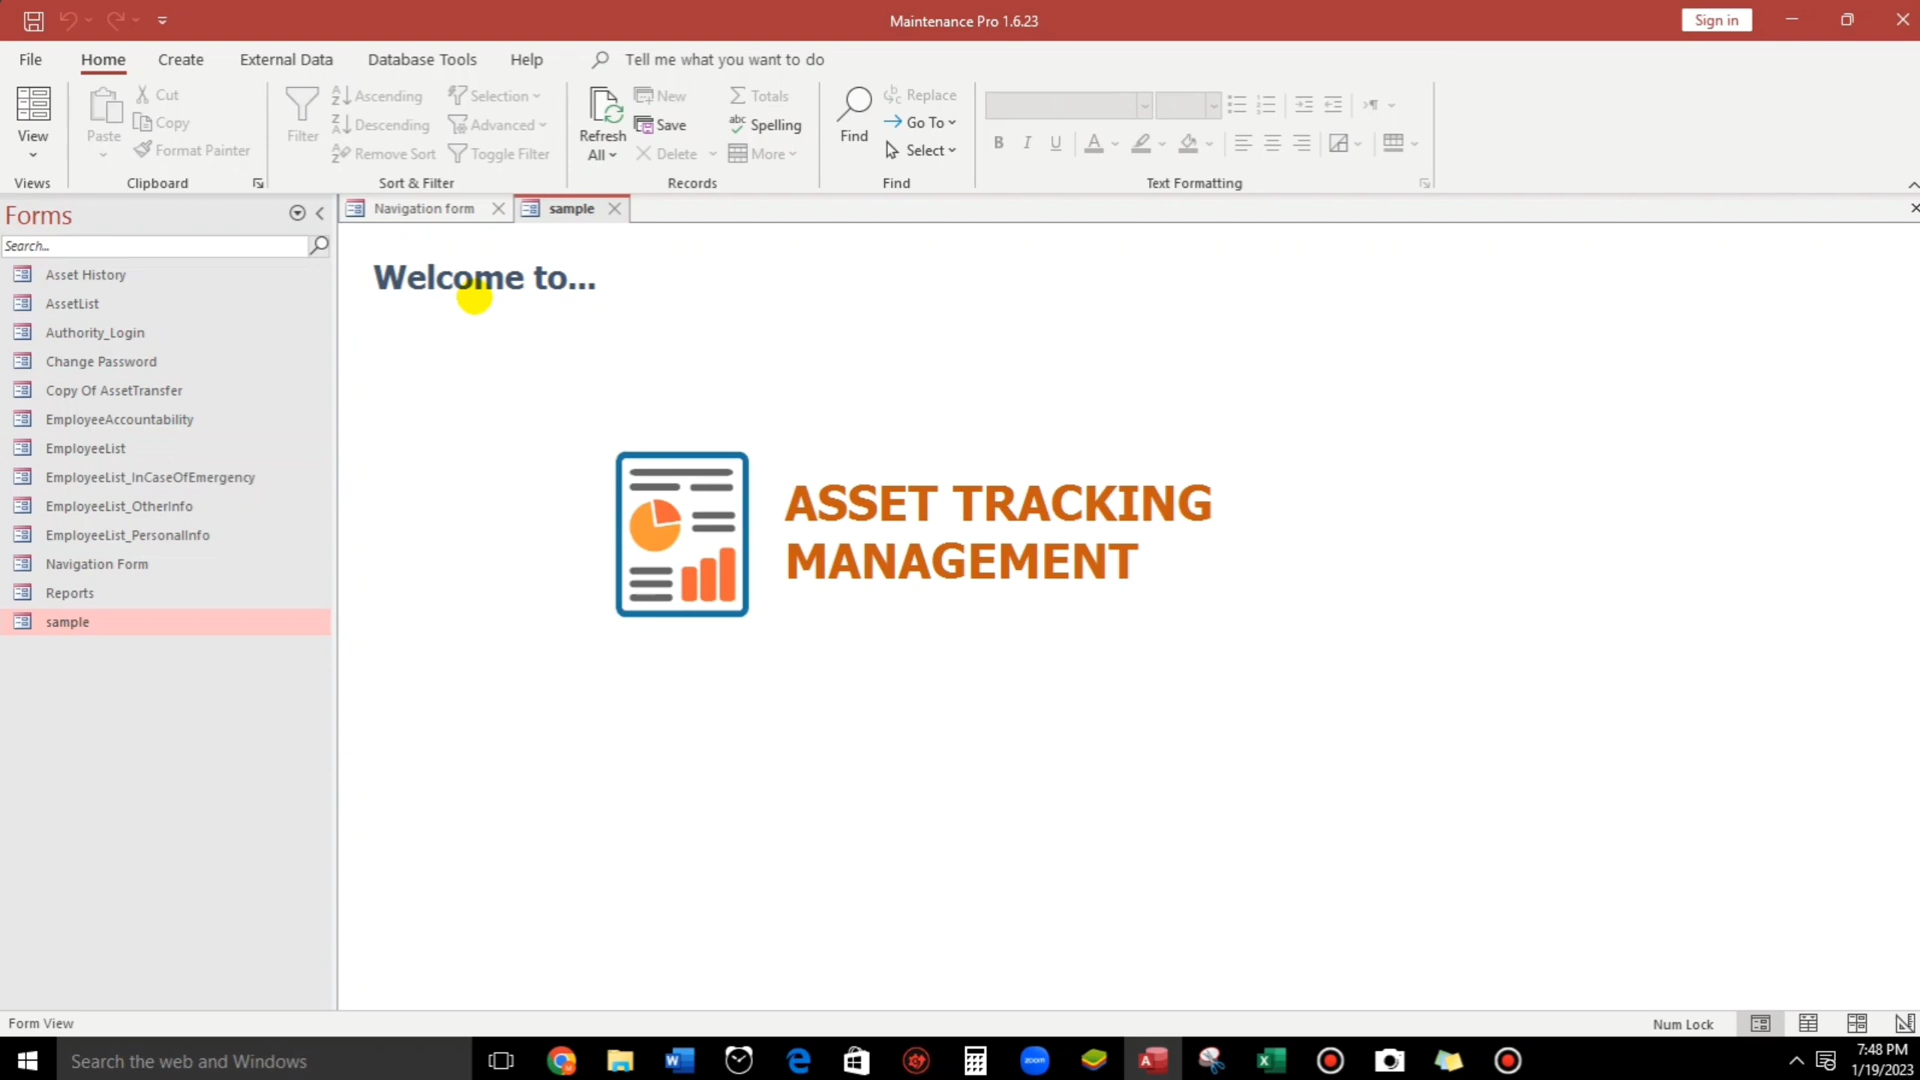 Maintenance Pro 1.6.23
Sign in
File Home Create External Data Database Tools Help Tell me what you want to do
View
Views
Paste
Cut
Copy
Format Painter
Clipboard
Filter
Ascending
Descending
Remove Sort
Selection
Advanced
Toggle Filter
Sort & Filter
Refresh
All
New
Save
Delete
Totals
Spelling
More
Records
Find
Replace
Go To
Select
Find
B I U A
Text Formatting
Forms
Search...
Asset History
AssetList
Authority_Login
Change Password
Copy Of AssetTransfer
EmployeeAccountability
EmployeeList
EmployeeList_InCaseOfEmergency
EmployeeList_OtherInfo
EmployeeList_PersonalInfo
Navigation Form
Reports
sample
Navigation form
sample
Welcome to...
ASSET TRACKING
MANAGEMENT
Form View
Num Lock
Search the web and Windows
zoom
7:48 PM
1/19/2023